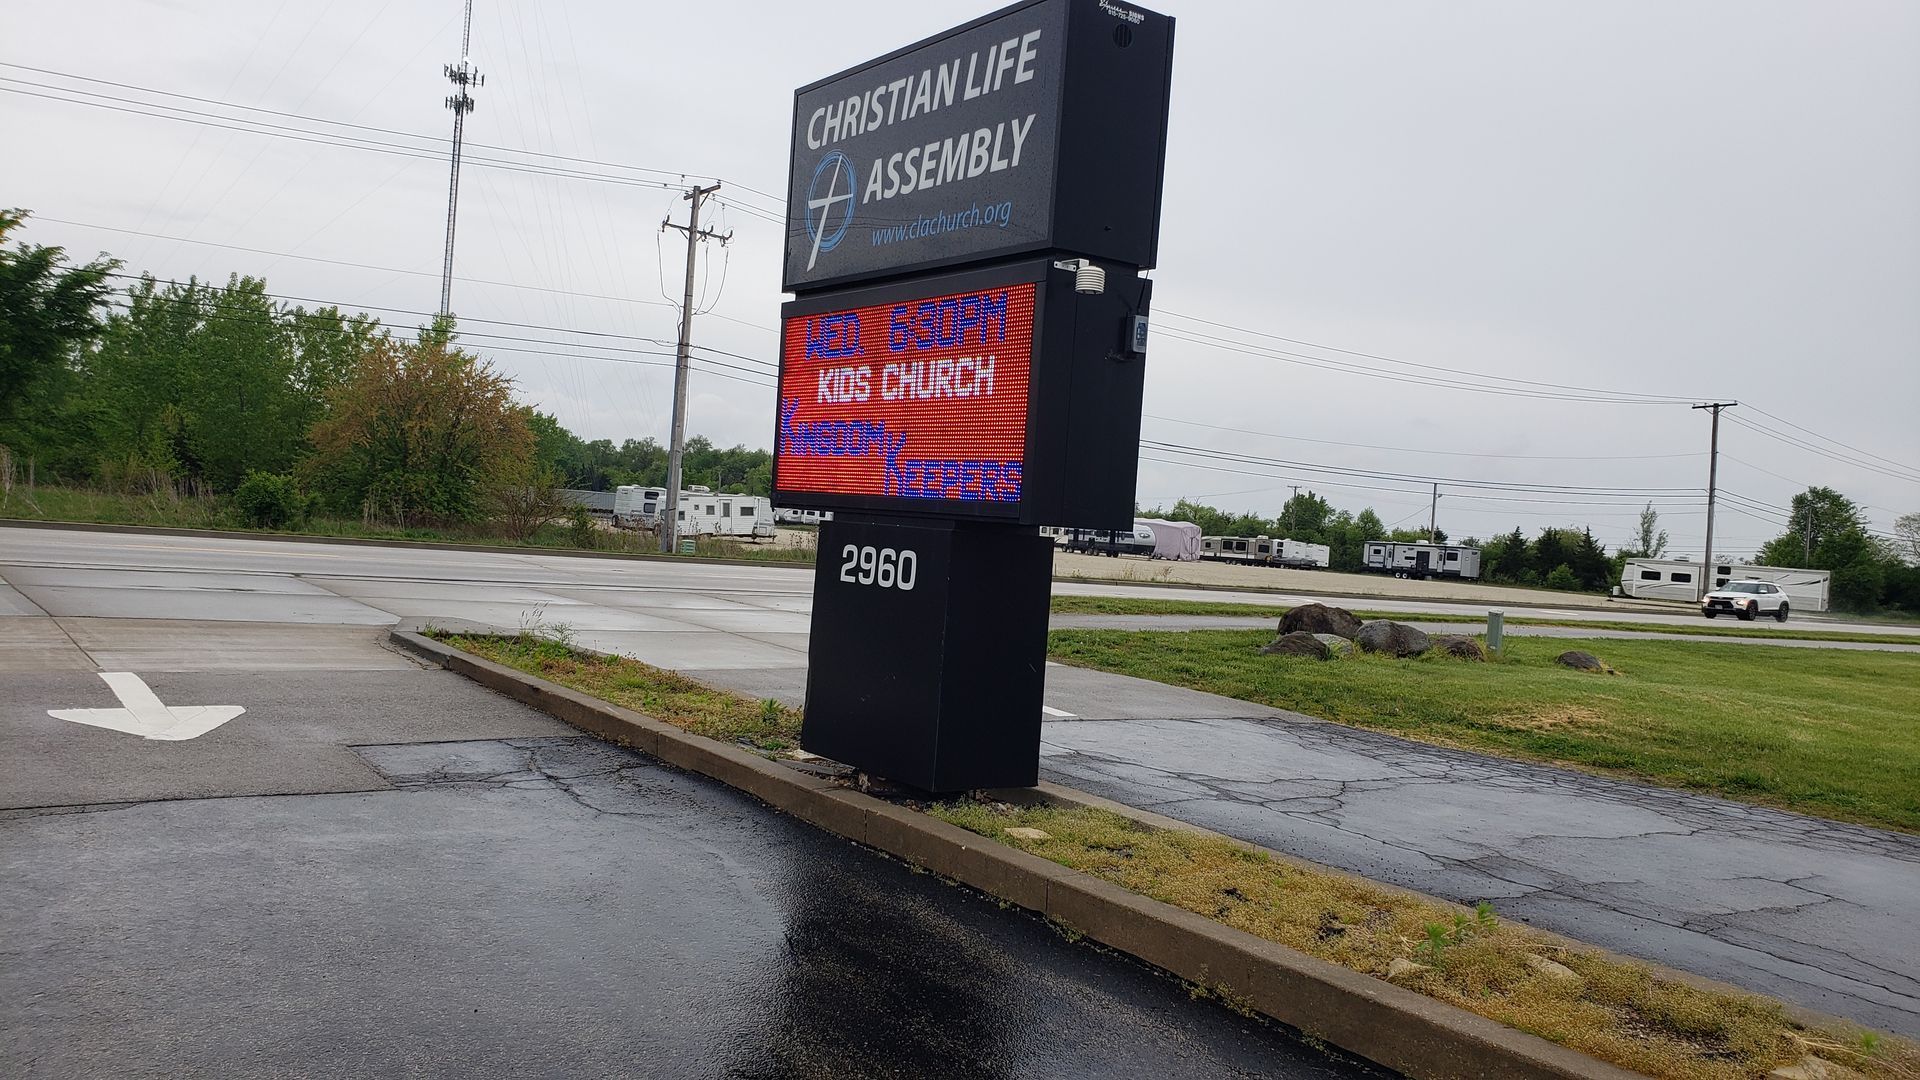 CHRISTIAN LIFE
ASSEMBLY
www.clachurch.org
WED. 6:30PM
KIDS CHURCH
KINGDOM
KEEPERS
2960